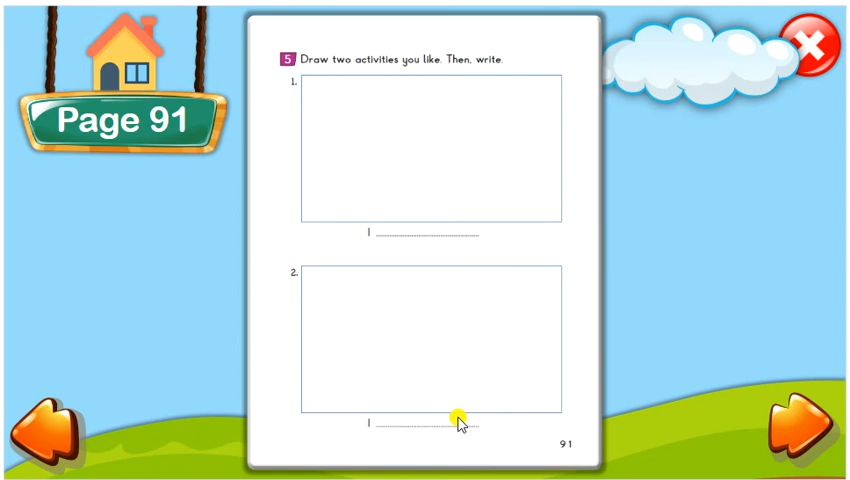 Page 91
5 Draw two activities you like. Then, write.
1.
I ........................................
2.
I ........................................
91